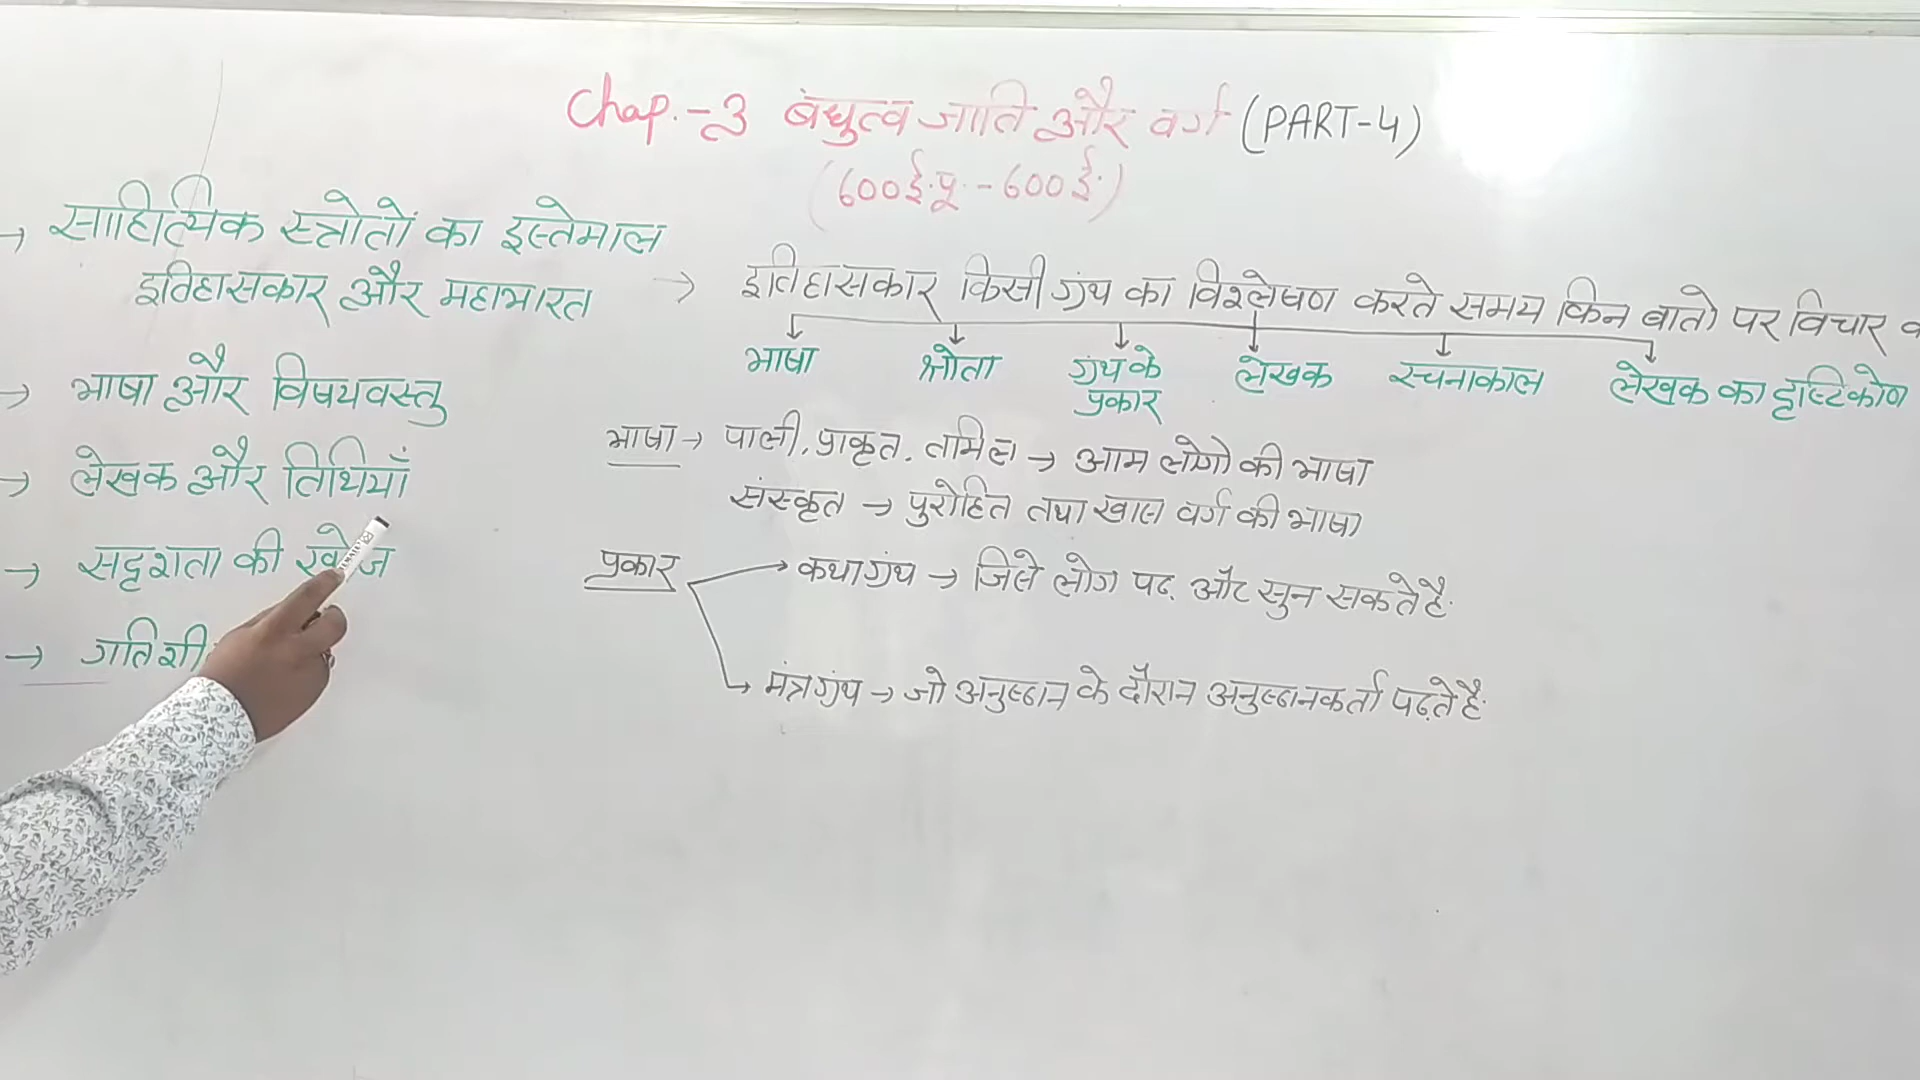 Chap.-3 बंधुत्व जाति और वर्ग (PART-4)
(600ई.पू.-600ई.)
→ साहित्यिक स्त्रोतों का इस्तेमाल
इतिहासकार और महाभारत
→ भाषा और विषयवस्तु
→ लेखक और तिथियाँ
→ सदृशता की खोज
→ गतिशी
→ इतिहासकार किसी ग्रंथ का विश्लेषण करते समय किन बातो पर विचार
भाषा श्रोता ग्रंथ के लेखक रचनाकाल लेखक का दृष्टिकोण
प्रकार
भाषा → पाली, प्राकृत, तमिल → आम लोगो की भाषा
संस्कृत → पुरोहित तथा खास वर्ग की भाषा
प्रकार → कथाग्रंथ → जिसे लोग पढ़ और सुन सकते है.
→ मंत्रग्रंथ → जो अनुष्ठान के दौरान अनुष्ठानकर्ता पढ़ते है.